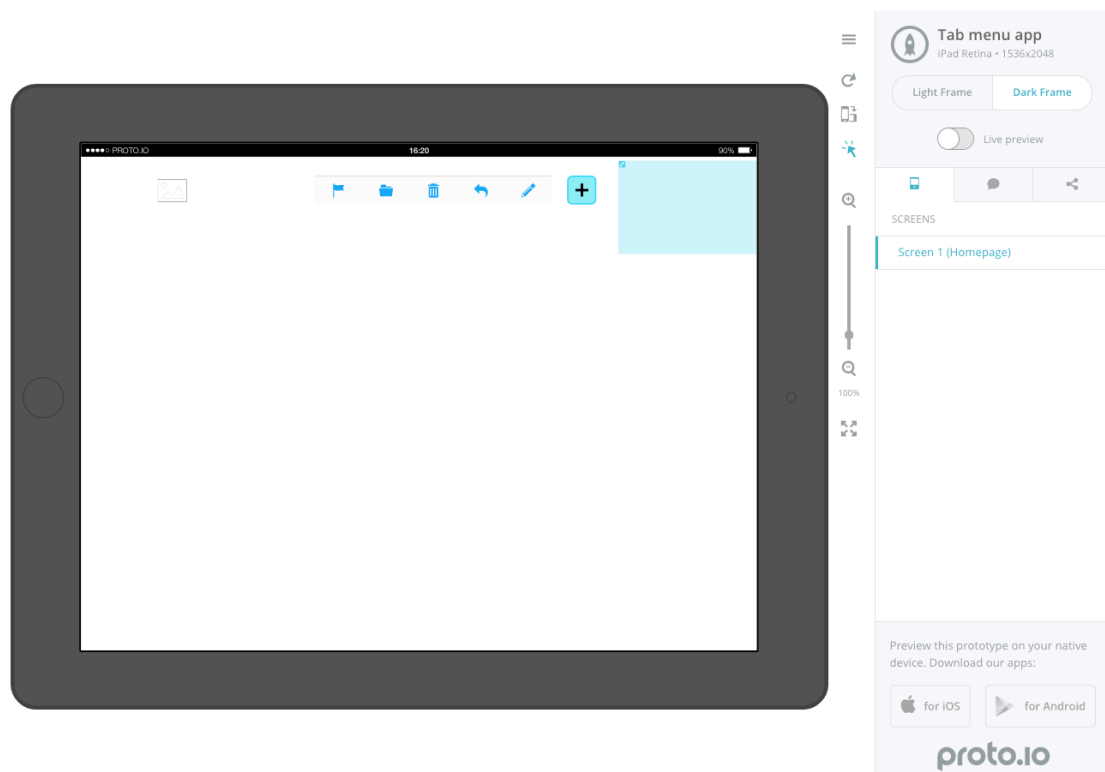 Tab menu app
iPad Retina • 1536x2048
Light Frame
Dark Frame
Live preview
PROTO.IO
16:20
90%
SCREENS
Screen 1 (Homepage)
100%
Preview this prototype on your native
device. Download our apps:
for iOS
for Android
proto.io